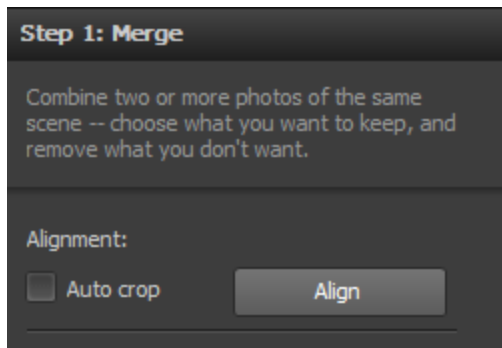 Step 1: Merge
Combine two or more photos of the same
scene -- choose what you want to keep, and
remove what you don't want.
Alignment:
Auto crop
Align